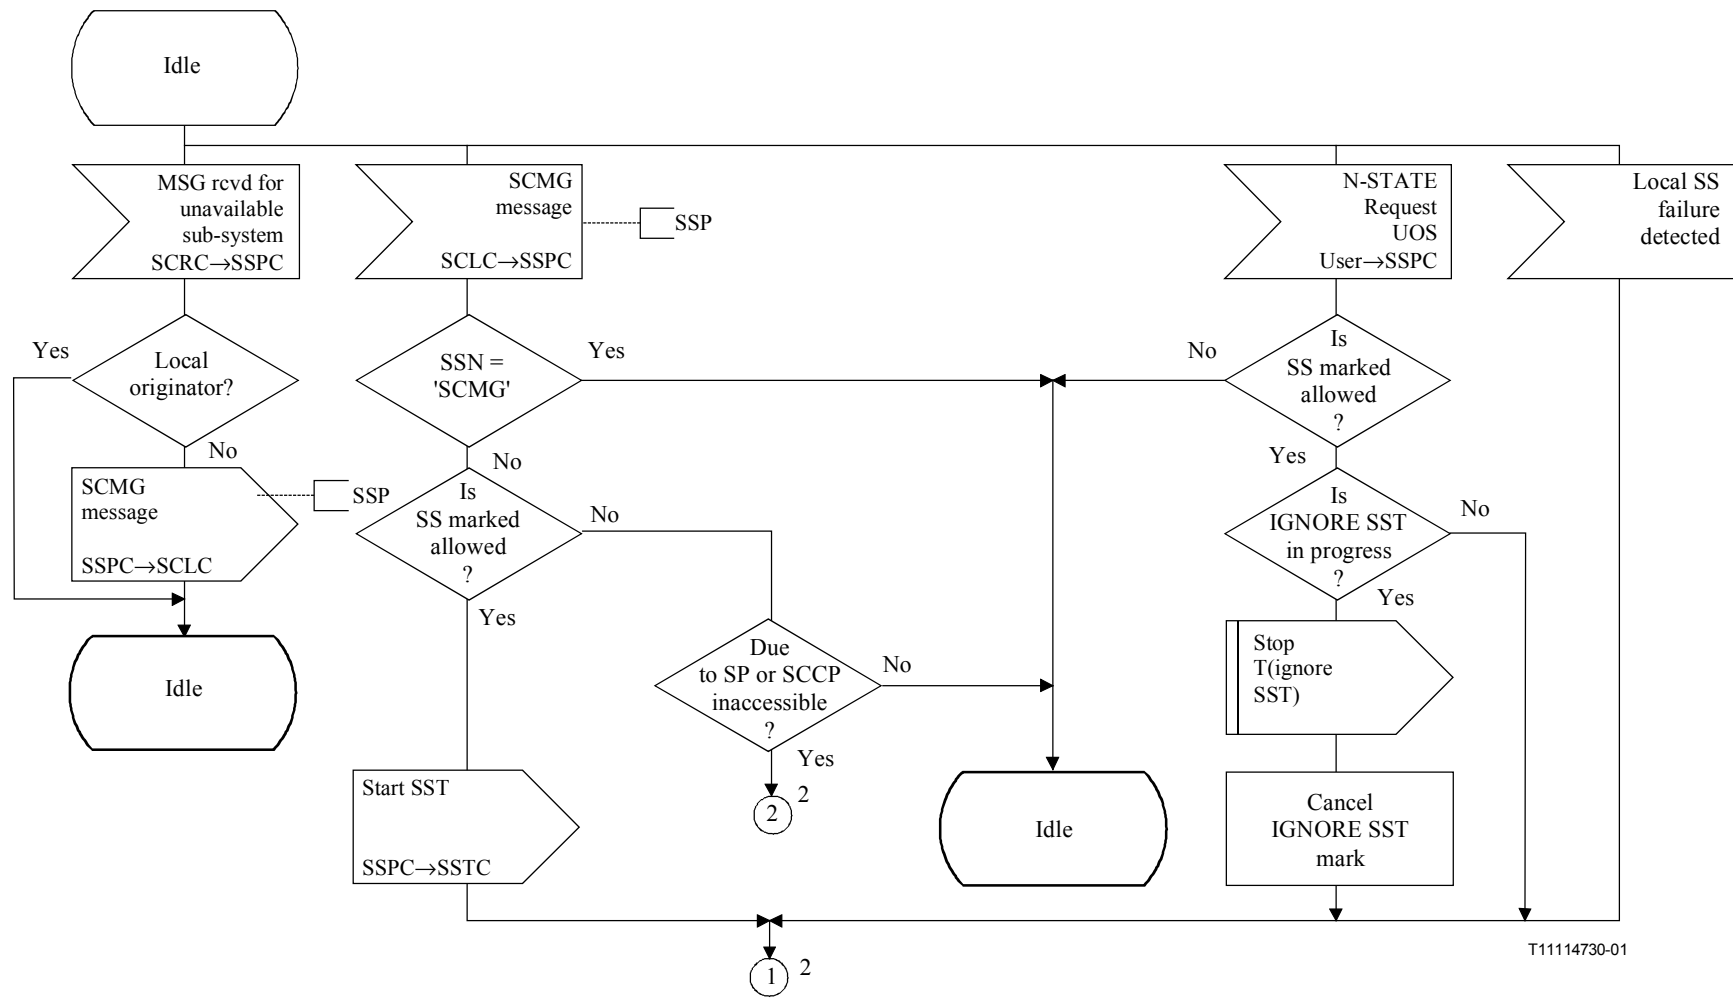 Idle
MSG rcvd for
unavailable
sub-system
SCRC→SSPC
SCMG
message
SCLC→SSPC
SSP
N-STATE
Request
UOS
User→SSPC
Local SS
failure
detected
Yes
Local
originator?
No
SSN =
'SCMG'
Yes
No
No
Is
SS marked
allowed
?
Yes
SCMG
message
SSPC→SCLC
SSP
Is
SS marked
allowed
?
No
Yes
Is
IGNORE SST
in progress
?
No
Yes
Idle
Due
to SP or SCCP
inaccessible
?
No
Yes
Stop
T(ignore
SST)
Start SST
SSPC→SSTC
2
2
Idle
Cancel
IGNORE SST
mark
1
2
T11114730-01